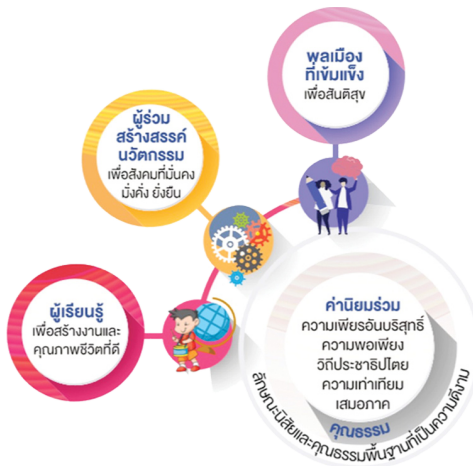 พลเมือง
ที่เข้มแข็ง
เพื่อสันติสุข
ผู้ร่วม
สร้างสรรค์
นวัตกรรม
เพื่อสังคมที่มั่นคง
มั่งคั่ง ยั่งยืน
ผู้เรียนรู้
เพื่อสร้างงานและ
คุณภาพชีวิตที่ดี
ค่านิยมร่วม
ความเพียรอันบริสุทธิ์
ความพอเพียง
วิถีประชาธิปไตย
ความเท่าเทียม
เสมอภาค
คุณธรรม
ลักษณะนิสัยและคุณธรรมพื้นฐานที่เป็นความดีงาม